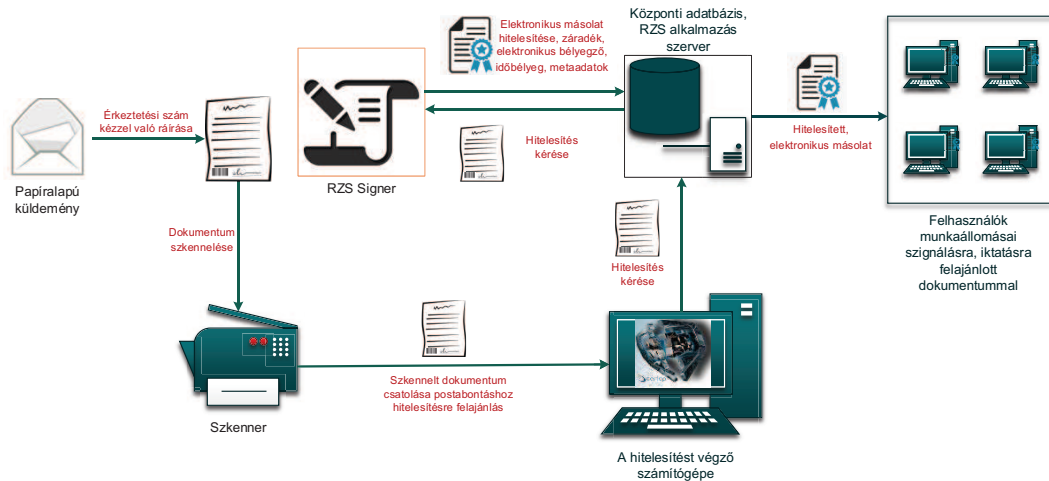 Központi adatbázis,
RZS alkalmazás
szerver
Elektronikus másolat
hitelesítése, záradék,
elektronikus bélyegző,
időbélyeg, metaadatok
Érkeztetési szám
kézzel való ráírása
Hitelesítés
kérése
Hitelesített,
elektronikus másolat
Papíralapú
küldemény
RZS Signer
Felhasználók
munkaállomásai
szignálásra, iktatásra
felajánlott
dokumentummal
Dokumentum
szkennelése
Hitelesítés
kérése
Szkennelt dokumentum
csatolása postabontáshoz
hitelesítésre felajánlás
Szkenner
A hitelesítést végző
számítógépe